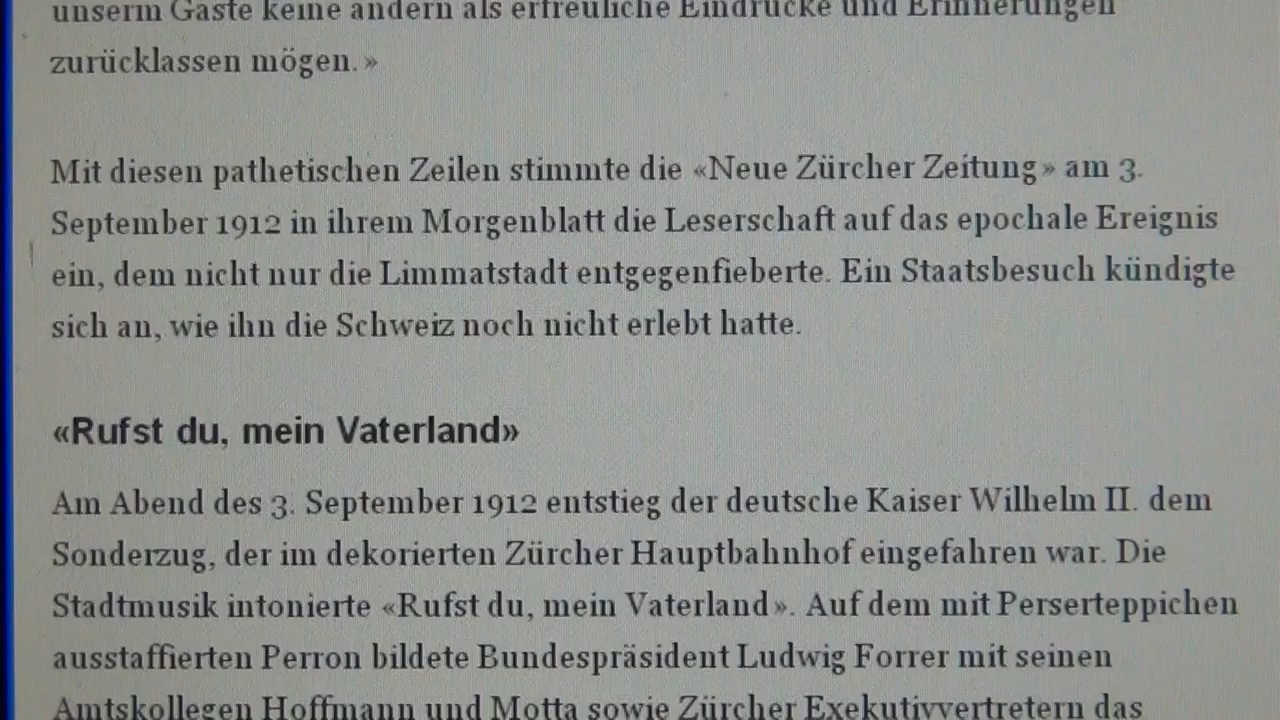 unserm Gaste keine andern als erfreuliche Eindrücke und Erinnerungen
zurücklassen mögen.»
Mit diesen pathetischen Zeilen stimmte die «Neue Zürcher Zeitung» am 3.
September 1912 in ihrem Morgenblatt die Leserschaft auf das epochale Ereignis
ein, dem nicht nur die Limmatstadt entgegenfieberte. Ein Staatsbesuch kündigte
sich an, wie ihn die Schweiz noch nicht erlebt hatte.
«Rufst du, mein Vaterland»
Am Abend des 3. September 1912 entstieg der deutsche Kaiser Wilhelm II. dem
Sonderzug, der im dekorierten Zürcher Hauptbahnhof eingefahren war. Die
Stadtmusik intonierte «Rufst du, mein Vaterland». Auf dem mit Perserteppichen
ausstaffierten Perron bildete Bundespräsident Ludwig Forrer mit seinen
Amtskollegen Hoffmann und Motta sowie Zürcher Exekutivvertretern das